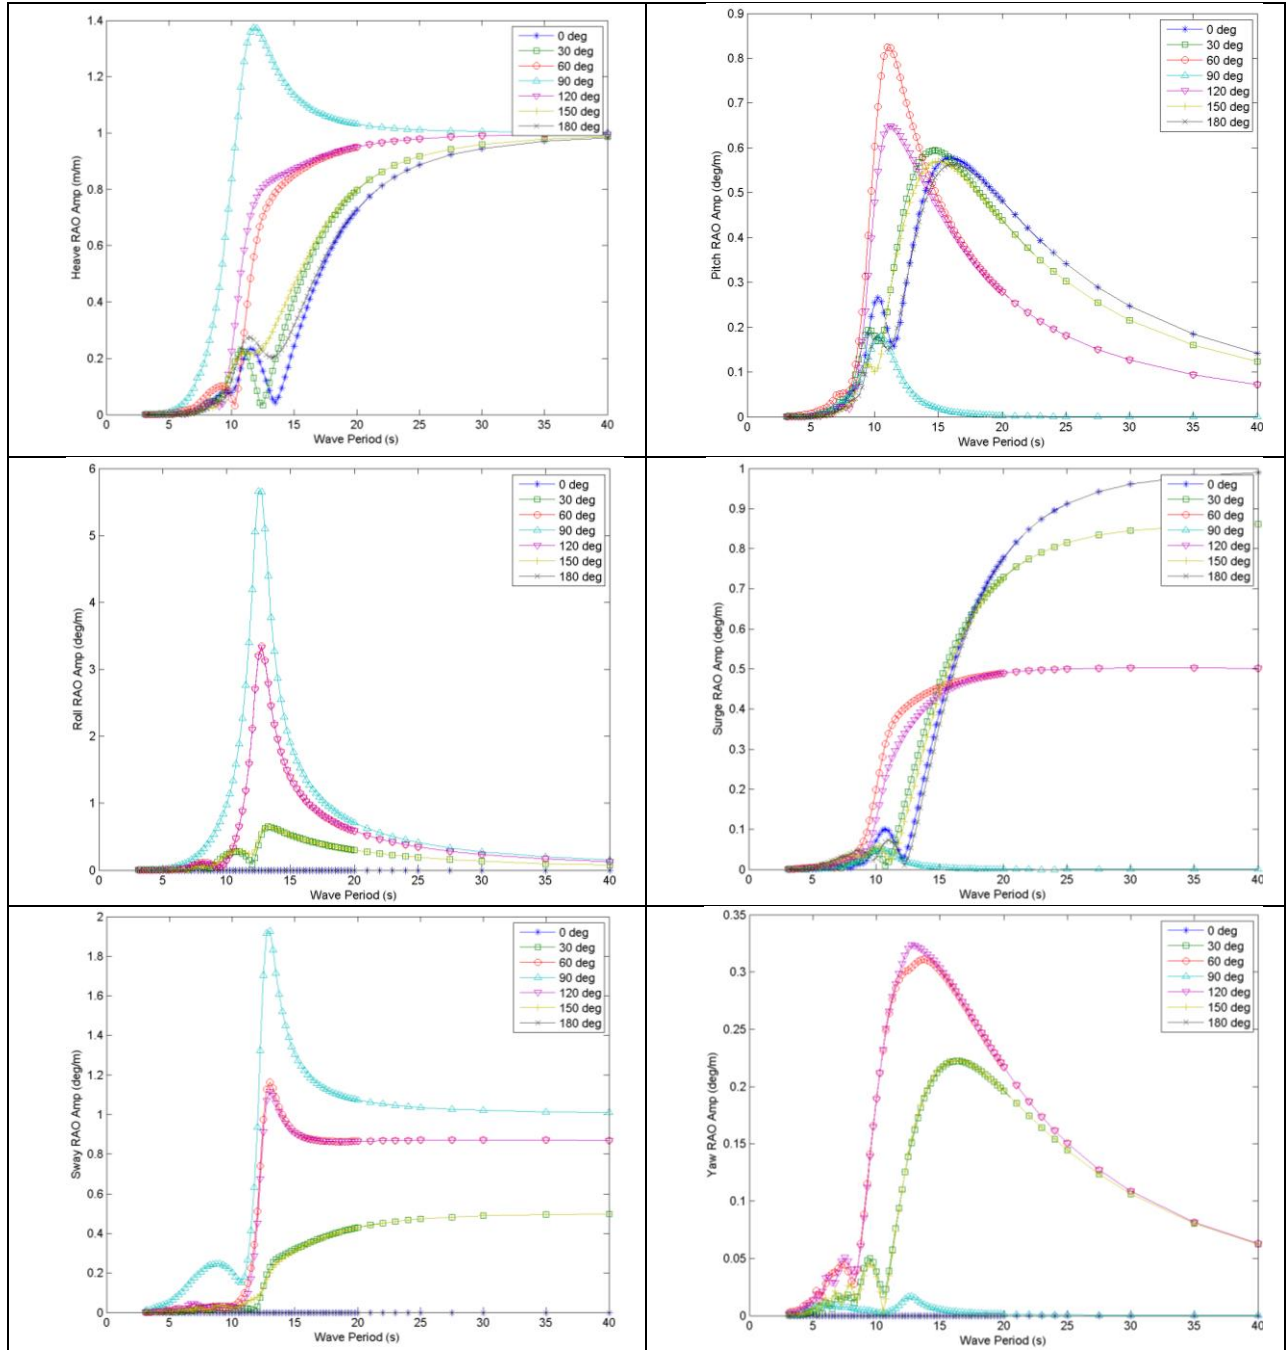 1.4
1.2
1
0.8
0.6
0.4
0.2
0
Heave RAO Amp (m/m)
0 deg
30 deg
60 deg
90 deg
120 deg
150 deg
180 deg
0 5 10 15 20 25 30 35 40
Wave Period (s)
0.9
0.8
0.7
0.6
0.5
0.4
0.3
0.2
0.1
0
Pitch RAO Amp (deg/m)
0 deg
30 deg
60 deg
90 deg
120 deg
150 deg
180 deg
0 5 10 15 20 25 30 35 40
Wave Period (s)
6
5
4
3
2
1
0
Roll RAO Amp (deg/m)
0 deg
30 deg
60 deg
90 deg
120 deg
150 deg
180 deg
0 5 10 15 20 25 30 35 40
Wave Period (s)
1
0.9
0.8
0.7
0.6
0.5
0.4
0.3
0.2
0.1
0
Surge RAO Amp (deg/m)
0 deg
30 deg
60 deg
90 deg
120 deg
150 deg
180 deg
0 5 10 15 20 25 30 35 40
Wave Period (s)
2
1.8
1.6
1.4
1.2
1
0.8
0.6
0.4
0.2
0
Sway RAO Amp (deg/m)
0 deg
30 deg
60 deg
90 deg
120 deg
150 deg
180 deg
0 5 10 15 20 25 30 35 40
Wave Period (s)
0.35
0.3
0.25
0.2
0.15
0.1
0.05
0
Yaw RAO Amp (deg/m)
0 deg
30 deg
60 deg
90 deg
120 deg
150 deg
180 deg
0 5 10 15 20 25 30 35 40
Wave Period (s)